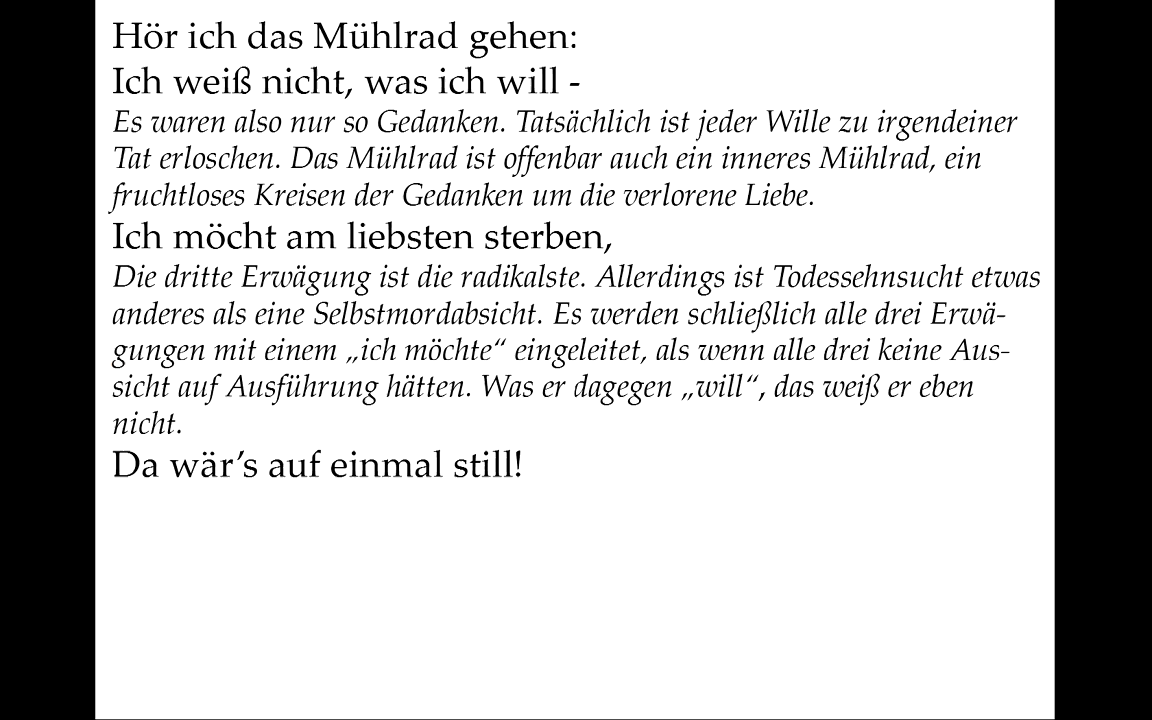 Hör ich das Mühlrad gehen:
Ich weiß nicht, was ich will -
Es waren also nur so Gedanken. Tatsächlich ist jeder Wille zu irgendeiner
Tat erloschen. Das Mühlrad ist offenbar auch ein inneres Mühlrad, ein
fruchtloses Kreisen der Gedanken um die verlorene Liebe.
Ich möcht am liebsten sterben,
Die dritte Erwägung ist die radikalste. Allerdings ist Todessehnsucht etwas
anderes als eine Selbstmordabsicht. Es werden schließlich alle drei Erwä-
gungen mit einem „ich möchte“ eingeleitet, als wenn alle drei keine Aus-
sicht auf Ausführung hätten. Was er dagegen „will“, das weiß er eben
nicht.
Da wär’s auf einmal still!